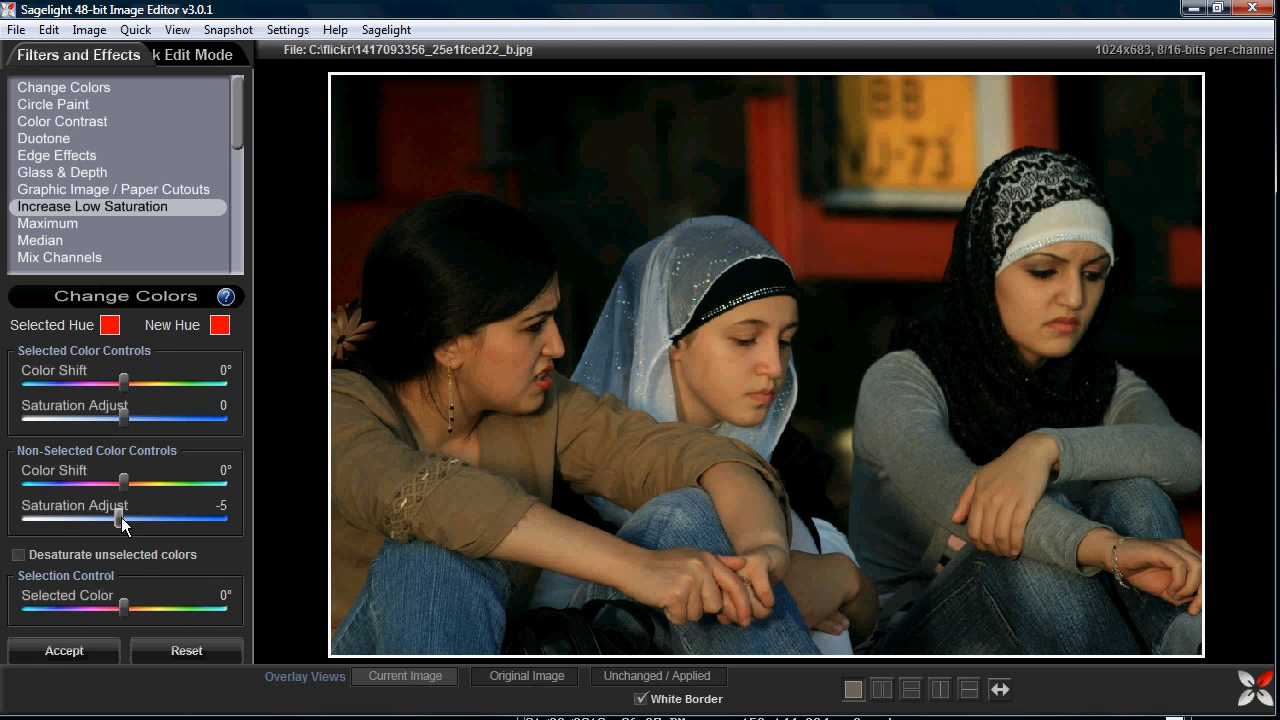 Sagelight 48-bit Image Editor v3.0.1
File Edit Image Quick View Snapshot Settings Help Sagelight
Filters and Effects k Edit Mode
File: C:\flickr\1417093356_25e1fced22_b.jpg
1024x683, 8/16-bits per-channe
Change Colors
Circle Paint
Color Contrast
Duotone
Edge Effects
Glass & Depth
Graphic Image / Paper Cutouts
Increase Low Saturation
Maximum
Median
Mix Channels
Change Colors ?
Selected Hue New Hue
Selected Color Controls
Color Shift 0°
Saturation Adjust 0
Non-Selected Color Controls
Color Shift 0°
Saturation Adjust -5
Desaturate unselected colors
Selection Control
Selected Color 0°
Accept Reset
Overlay Views Current Image Original Image Unchanged / Applied
White Border